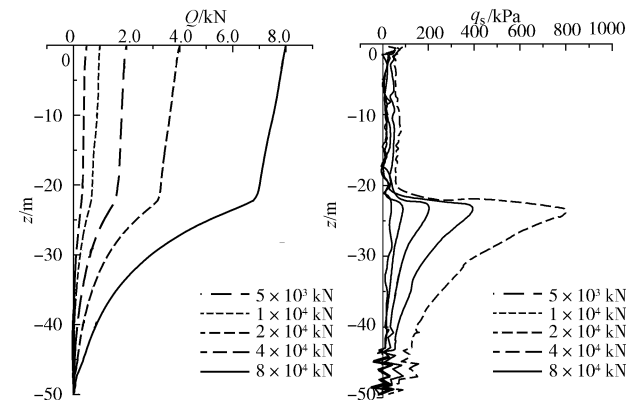 Q/kN
0 2.0 4.0 6.0 8.0
0
−10
−20
−30
−40
−50
z/m
5 × 10³ kN
1 × 10⁴ kN
2 × 10⁴ kN
4 × 10⁴ kN
8 × 10⁴ kN
qs/kPa
0 200 400 600 800 1000
0
−10
−20
−30
−40
−50
z/m
5 × 10³ kN
1 × 10⁴ kN
2 × 10⁴ kN
4 × 10⁴ kN
8 × 10⁴ kN